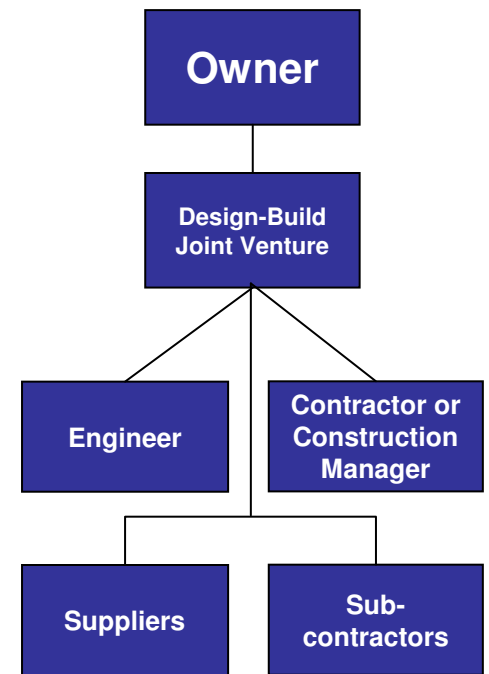 Owner
Design-Build
Joint Venture
Engineer
Contractor or
Construction
Manager
Suppliers
Sub-
contractors